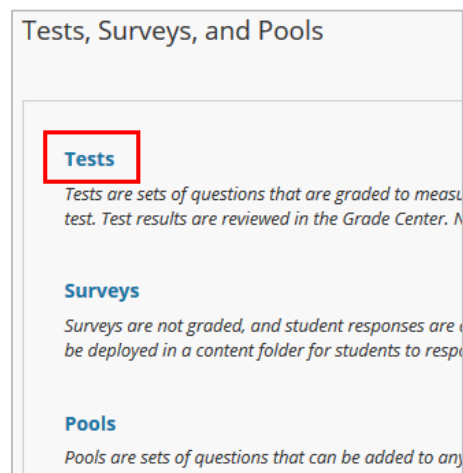 Tests, Surveys, and Pools
Tests
Tests are sets of questions that are graded to
test. Test results are reviewed in the Grade Center.
Surveys
Surveys are not graded, and student responses are
be deployed in a content folder for students to
Pools
Pools are sets of questions that can be added to any